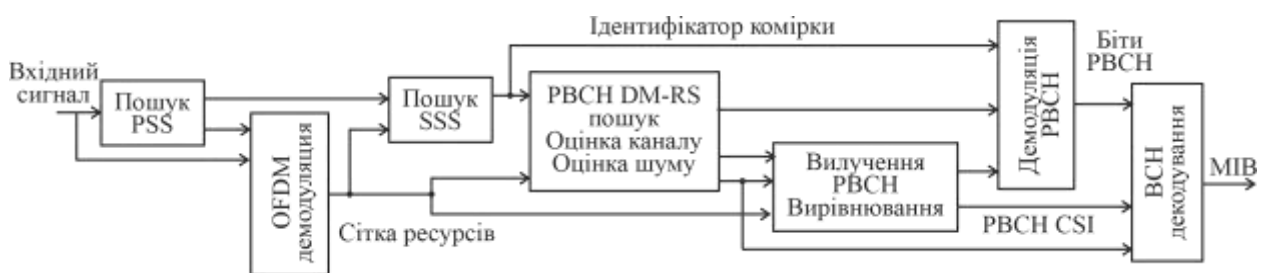 Ідентифікатор комірки
Вхідний
сигнал
Пошук
PSS
OFDM
демодуляция
Пошук
SSS
Сітка ресурсів
PBCH DM-RS
пошук
Оцінка каналу
Оцінка шуму
Вилучення
PBCH
Вирівнювання
Демодуляція
PBCH
Біти
PBCH
PBCH CSI
BCH
декодування
MIB